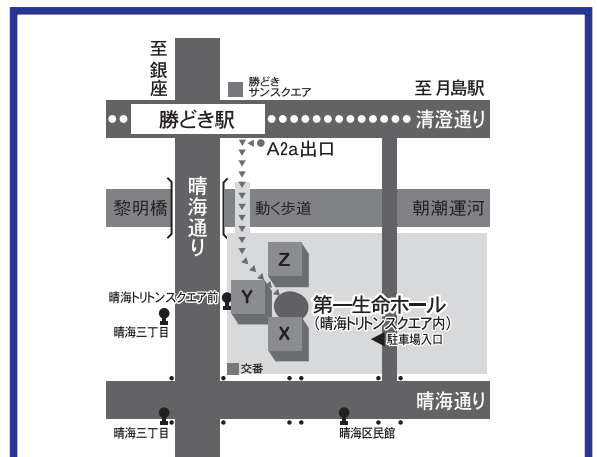 至銀座
勝どき
サンスクエア
至 月島駅
勝どき駅
清澄通り
A2a出口
黎明橋
晴海通り
動く歩道
朝潮運河
Z
晴海トリトンスクエア前
Y
第一生命ホール
(晴海トリトンスクエア内)
晴海三丁目
X
駐車場入口
交番
晴海通り
晴海三丁目
晴海区民館